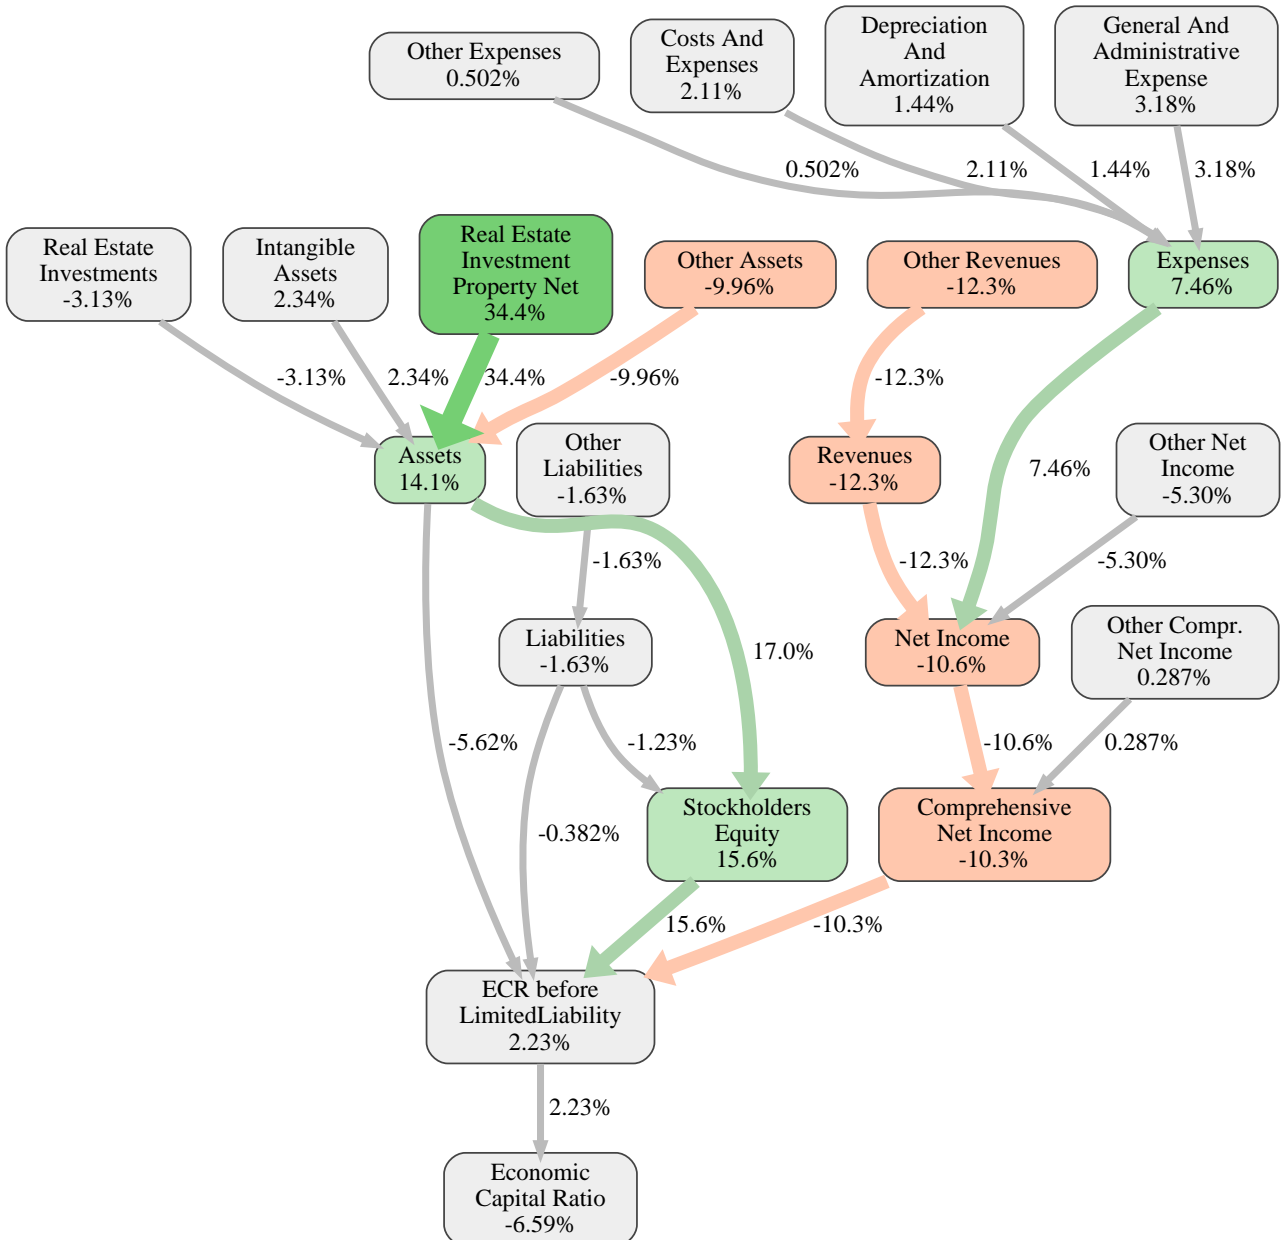 Other Expenses
0.502%
Costs And
Expenses
2.11%
Depreciation
And
Amortization
1.44%
General And
Administrative
Expense
3.18%
0.502%
2.11%
1.44%
3.18%
Real Estate
Investments
-3.13%
Intangible
Assets
2.34%
Real Estate
Investment
Property Net
34.4%
Other Assets
-9.96%
Other Revenues
-12.3%
Expenses
7.46%
-3.13%
2.34%
34.4%
-9.96%
-12.3%
Assets
14.1%
Other
Liabilities
-1.63%
Revenues
-12.3%
7.46%
Other Net
Income
-5.30%
-1.63%
-12.3%
-5.30%
Liabilities
-1.63%
17.0%
Net Income
-10.6%
Other Compr.
Net Income
0.287%
-5.62%
-1.23%
-10.6%
0.287%
-0.382%
Stockholders
Equity
15.6%
Comprehensive
Net Income
-10.3%
15.6%
-10.3%
ECR before
LimitedLiability
2.23%
2.23%
Economic
Capital Ratio
-6.59%